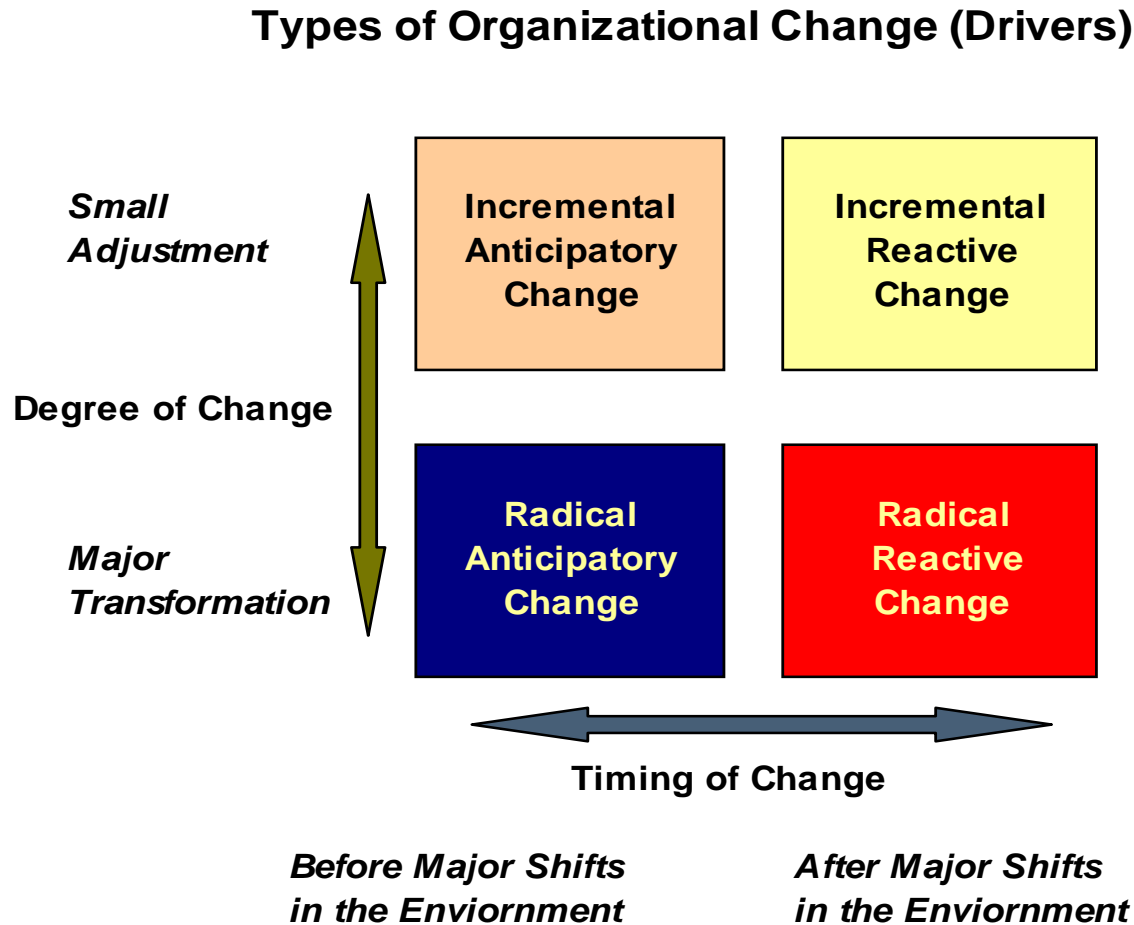 Types of Organizational Change (Drivers)
Small
Adjustment
Incremental
Anticipatory
Change
Incremental
Reactive
Change
Degree of Change
Major
Transformation
Radical
Anticipatory
Change
Radical
Reactive
Change
Timing of Change
Before Major Shifts
in the Enviornment
After Major Shifts
in the Enviornment